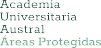 Academia
Universitaria
Austral
Áreas Protegidas